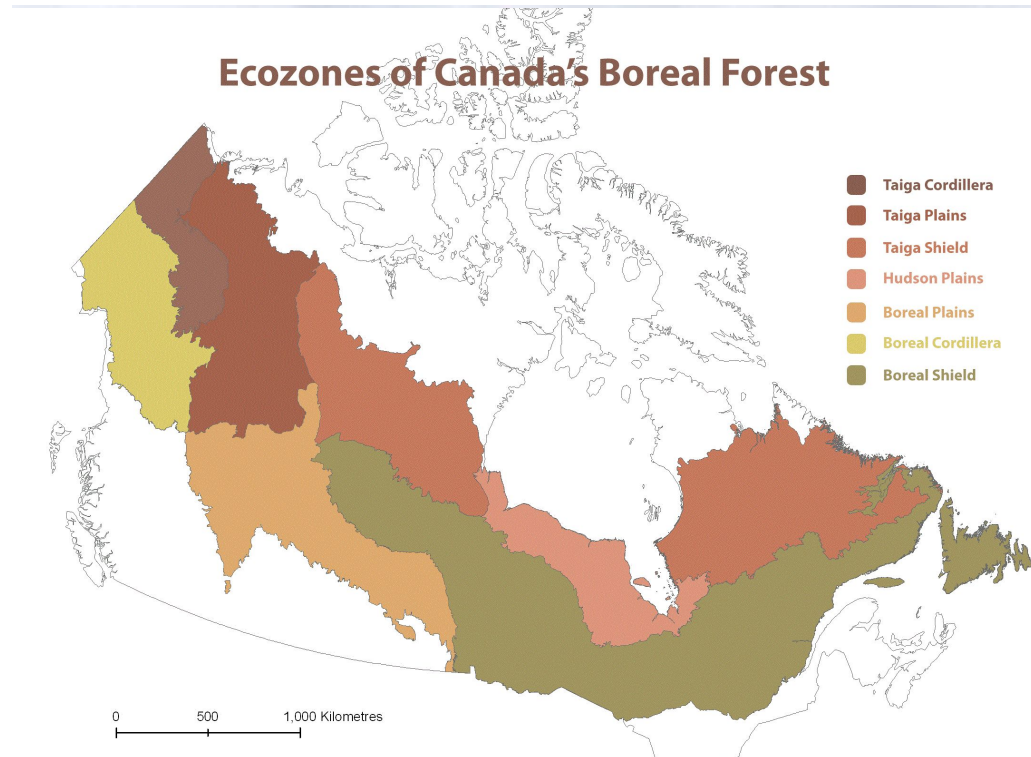 Ecozones of Canada's Boreal Forest
Taiga Cordillera
Taiga Plains
Taiga Shield
Hudson Plains
Boreal Plains
Boreal Cordillera
Boreal Shield
0 500 1,000 Kilometres